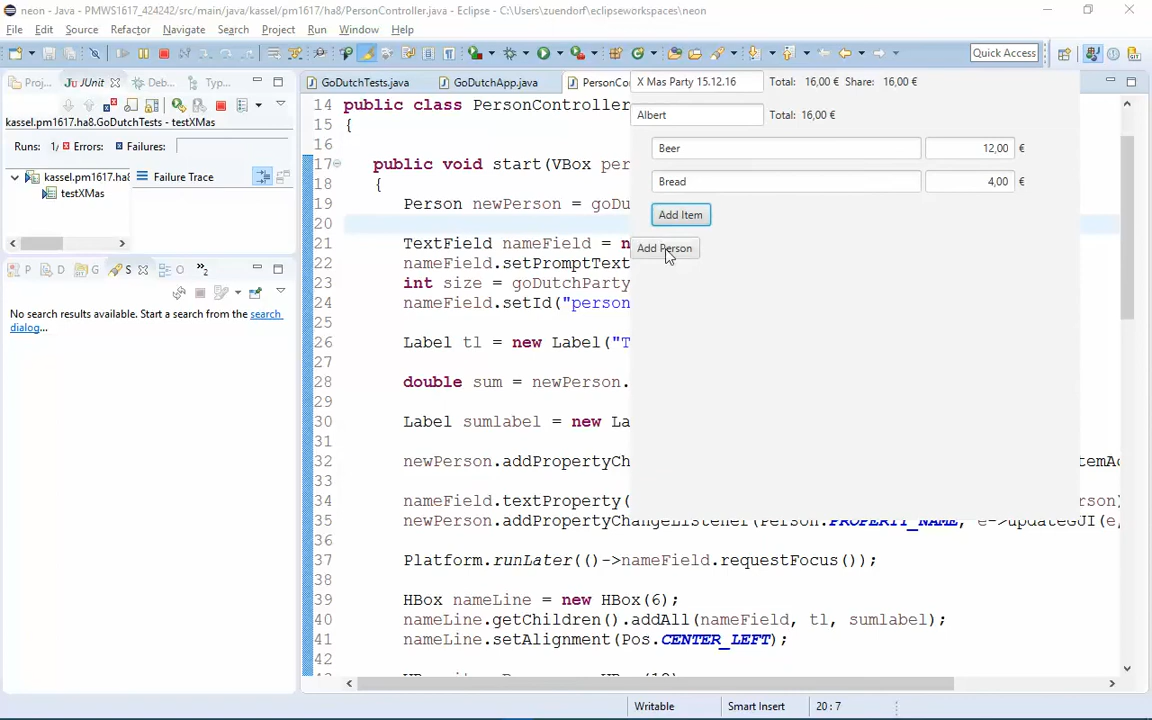 neon - Java - PMWS1617_424242/src/main/java/kassel/pm1617/ha8/PersonController.java - Eclipse - C:\Users\zuendorf\eclipseworkspaces\neon
File Edit Source Refactor Navigate Search Project Run Window Help
Quick Access
Proj... JUnit Deb... Typ...
GoDutchTests.java GoDutchApp.java PersonCo
kassel.pm1617.ha8.GoDutchTests - testXMas
Runs: 1/ Errors: Failures:
kassel.pm1617.ha8 Failure Trace
testXMas
P D G S O »2
No search results available. Start a search from the search
dialog...
X Mas Party 15.12.16 Total: 16,00 € Share: 16,00 €
Albert Total: 16,00 €
Beer 12,00 €
Bread 4,00 €
Add Item
Add Person
14 public class PersonController
15 {
16
17 public void start(VBox per
18 {
19 Person newPerson = goDu
20
21 TextField nameField = n
22 nameField.setPromptText
23 int size = goDutchParty
24 nameField.setId("person
25
26 Label tl = new Label("T
27
28 double sum = newPerson.
29
30 Label sumlabel = new La
31
32 newPerson.addPropertyCh temAc
33
34 nameField.textProperty( erson)
35 newPerson.addPropertyChangeListener(Person.PROPERTY_NAME, e->updateGUI(e,
36
37 Platform.runLater(()->nameField.requestFocus());
38
39 HBox nameLine = new HBox(6);
40 nameLine.getChildren().addAll(nameField, tl, sumlabel);
41 nameLine.setAlignment(Pos.CENTER_LEFT);
42
Writable Smart Insert 20 : 7